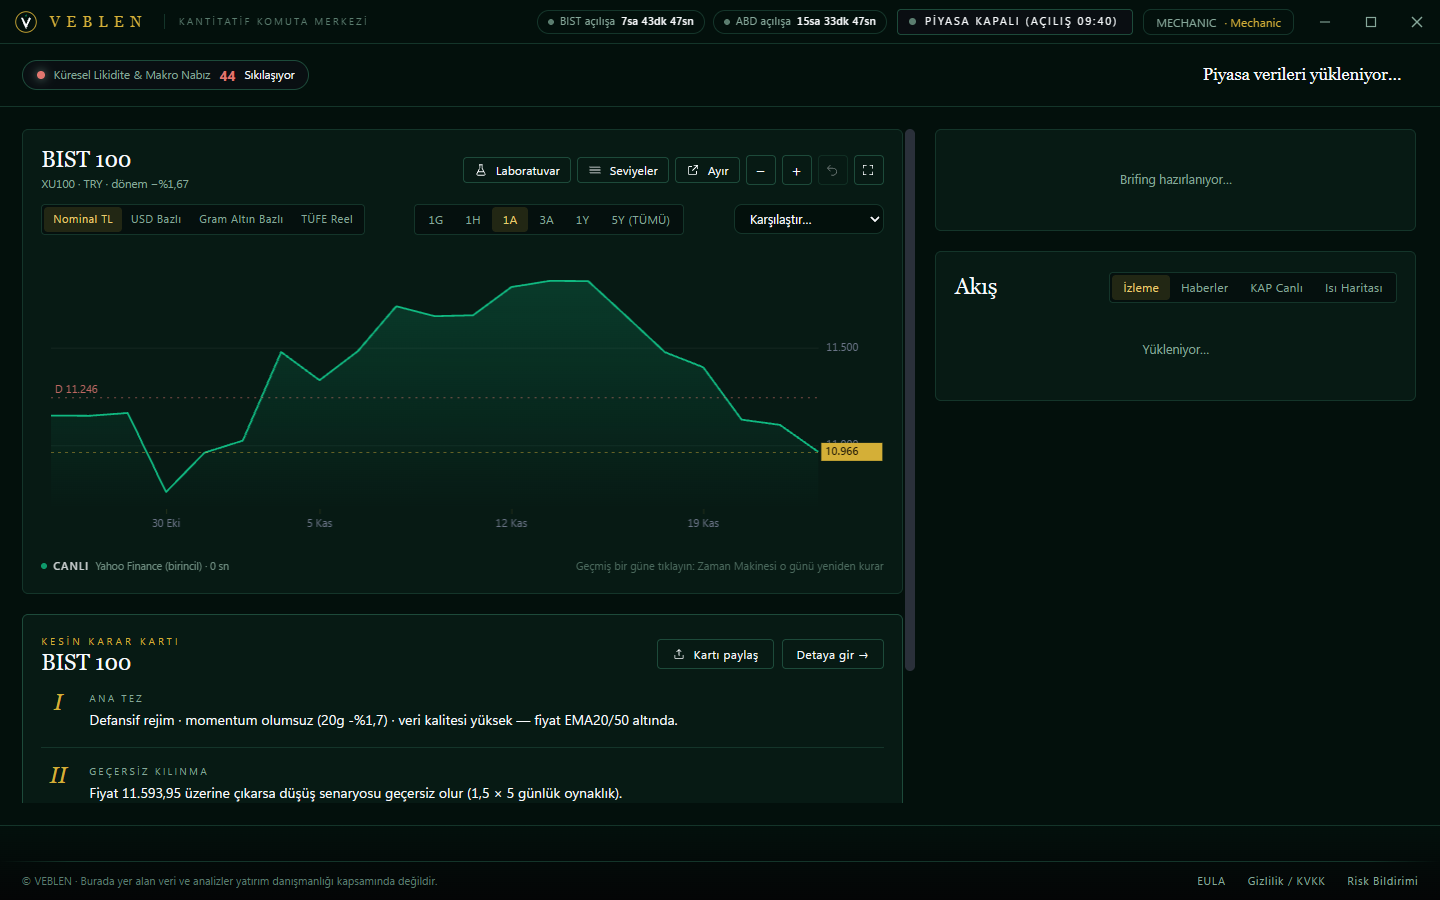 VEBLEN KANTİTATİF KOMUTA MERKEZİ BIST açılışa 7sa 43dk 47sn ABD açılışa 15sa 33dk 47sn PİYASA KAPALI (AÇILIŞ 09:40) MECHANIC · Mechanic
Küresel Likidite & Makro Nabız 44 Sıkılaşıyor
Piyasa verileri yükleniyor...
BIST 100
XU100 · TRY · dönem −%1,67
Laboratuvar Seviyeler Ayır − +
Nominal TL USD Bazlı Gram Altın Bazlı TÜFE Reel 1G 1H 1A 3A 1Y 5Y (TÜMÜ) Karşılaştır...
11.500
D 11.246
11.000
10.966
30 Eki 5 Kas 12 Kas 19 Kas
CANLI Yahoo Finance (birincil) · 0 sn Geçmiş bir güne tıklayın: Zaman Makinesi o günü yeniden kurar
KESİN KARAR KARTI
BIST 100
Kartı paylaş Detaya gir →
I ANA TEZ
Defansif rejim · momentum olumsuz (20g -%1,7) · veri kalitesi yüksek — fiyat EMA20/50 altında.
II GEÇERSİZ KILINMA
Fiyat 11.593,95 üzerine çıkarsa düşüş senaryosu geçersiz olur (1,5 × 5 günlük oynaklık).
Brifing hazırlanıyor...
Akış İzleme Haberler KAP Canlı Isı Haritası
Yükleniyor...
© VEBLEN · Burada yer alan veri ve analizler yatırım danışmanlığı kapsamında değildir. EULA Gizlilik / KVKK Risk Bildirimi